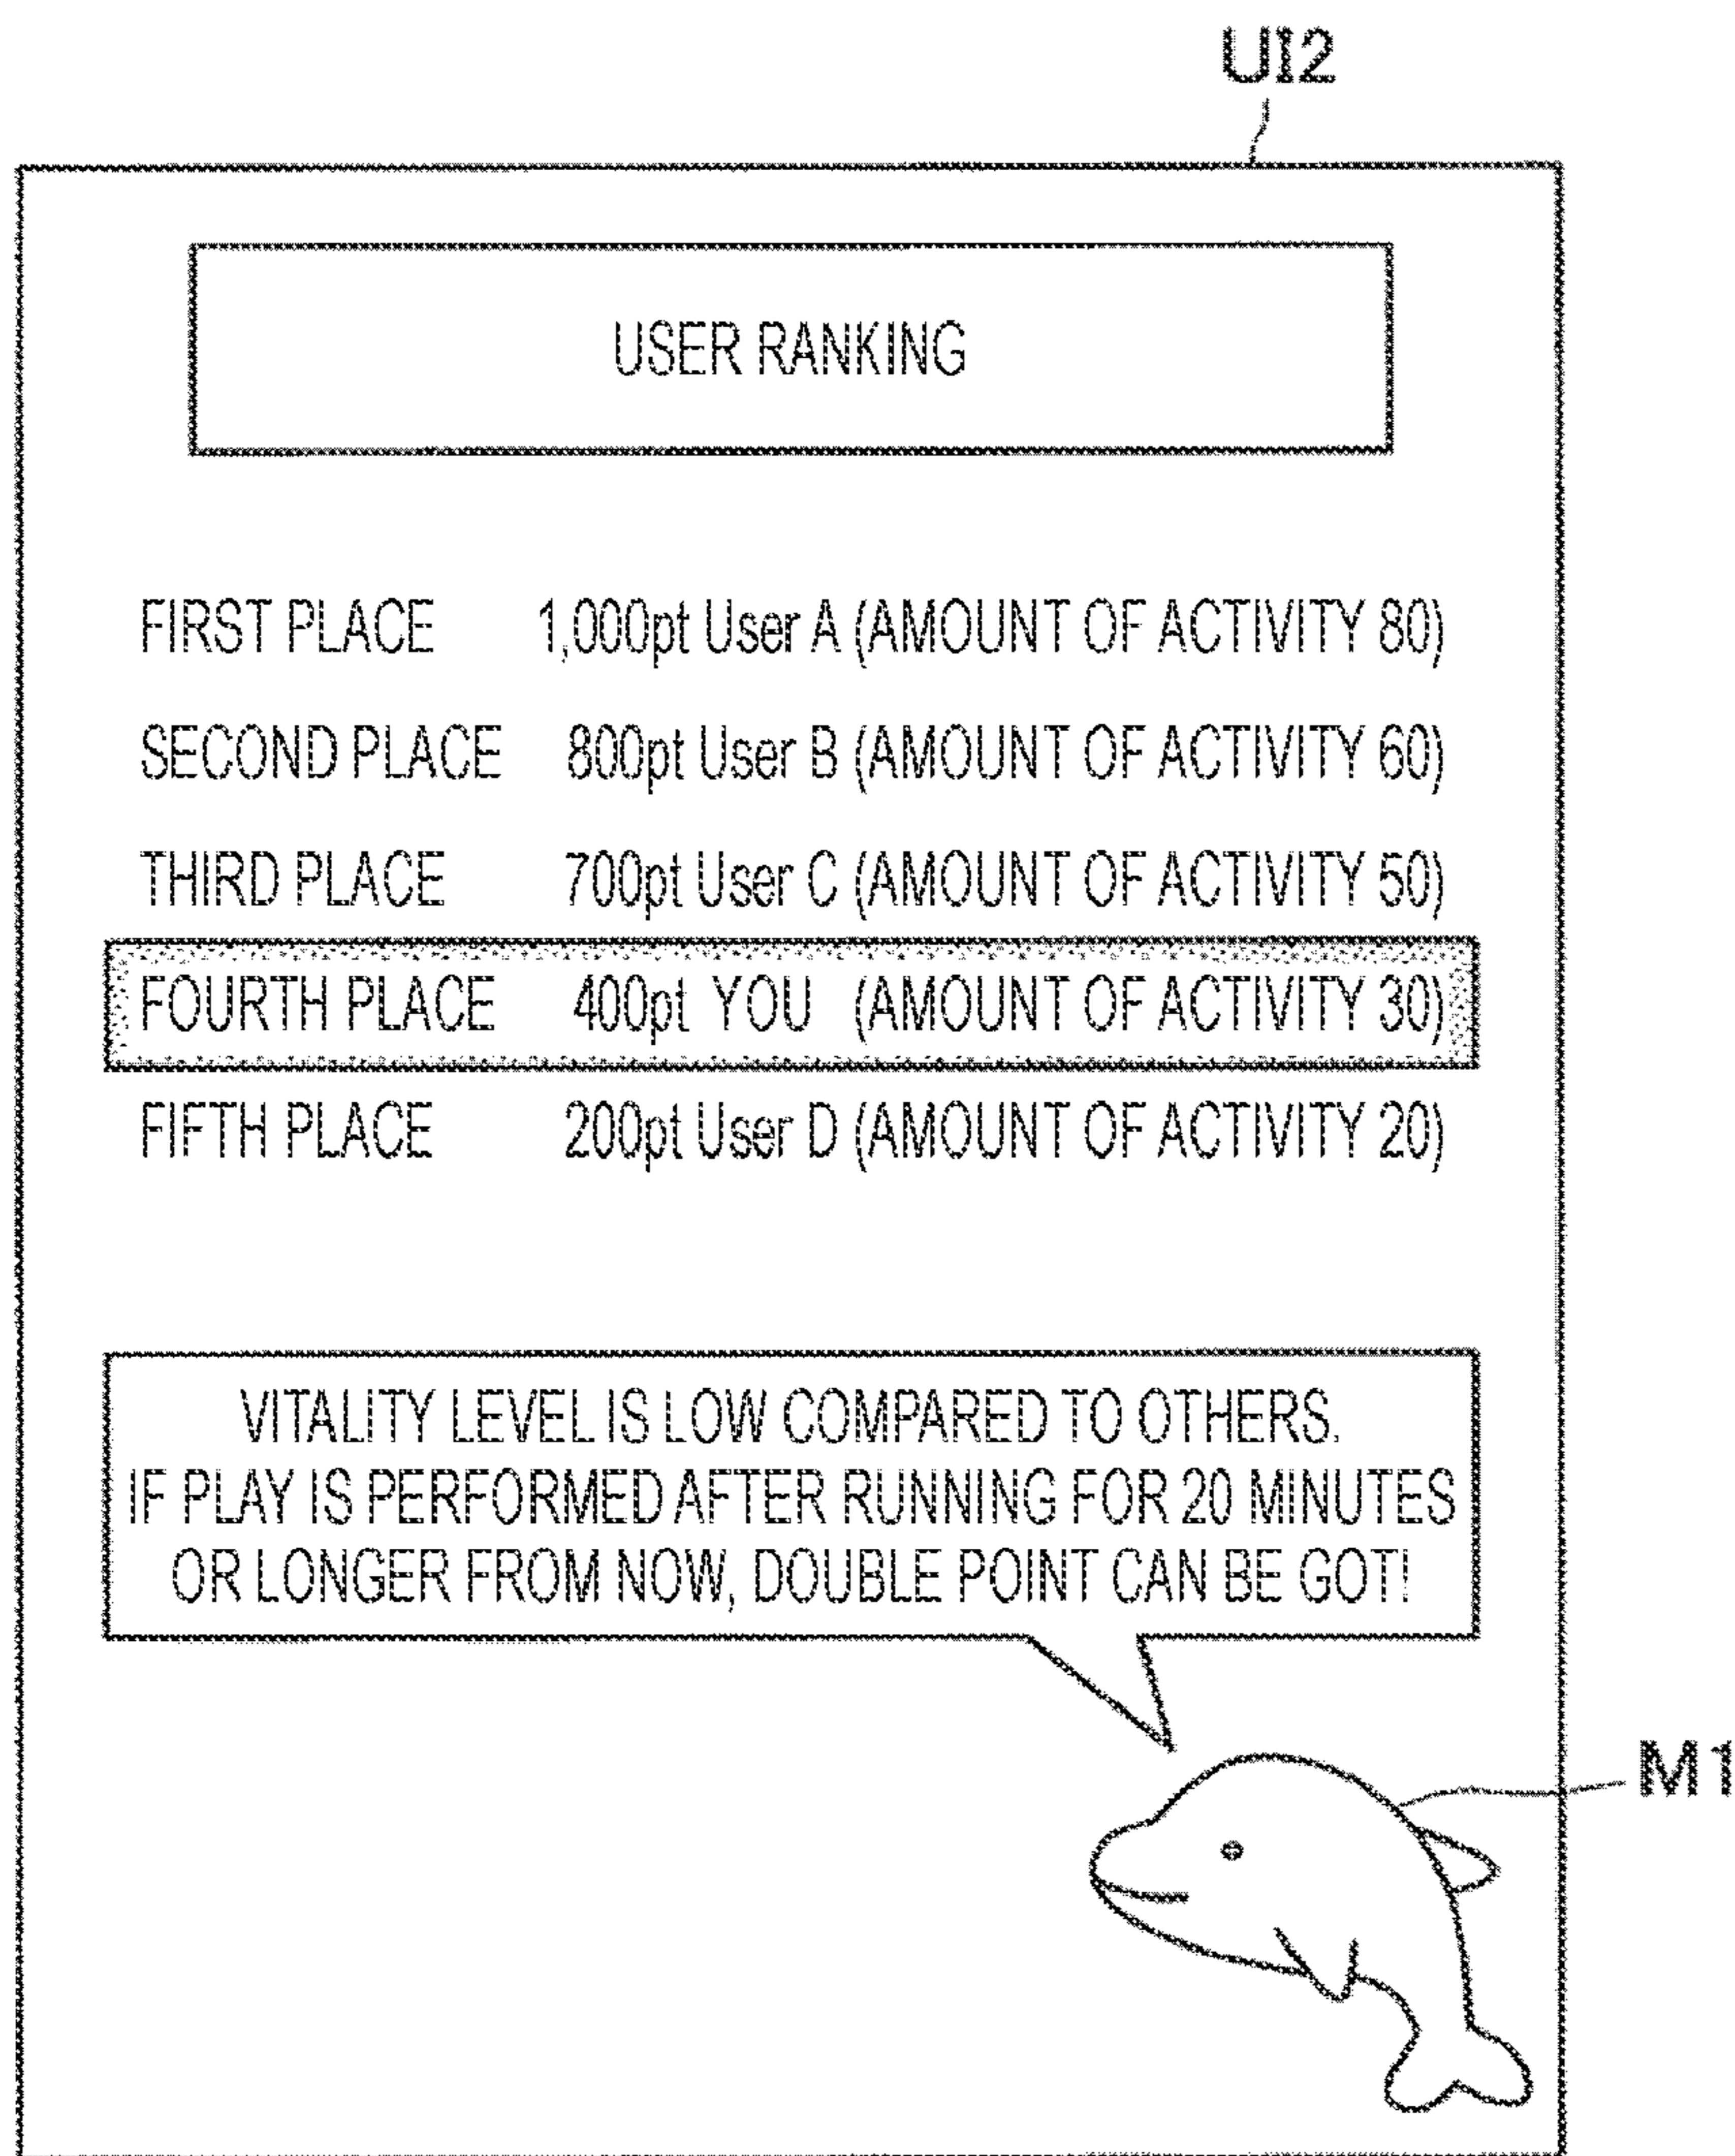 UI2
USER RANKING
FIRST PLACE 1,000pt User A (AMOUNT OF ACTIVITY 80)
SECOND PLACE 800pt User B (AMOUNT OF ACTIVITY 60)
THIRD PLACE 700pt User C (AMOUNT OF ACTIVITY 50)
FOURTH PLACE 400pt YOU (AMOUNT OF ACTIVITY 30)
FIFTH PLACE 200pt User D (AMOUNT OF ACTIVITY 20)
VITALITY LEVEL IS LOW COMPARED TO OTHERS.
IF PLAY IS PERFORMED AFTER RUNNING FOR 20 MINUTES
OR LONGER FROM NOW, DOUBLE POINT CAN BE GOT!
M1